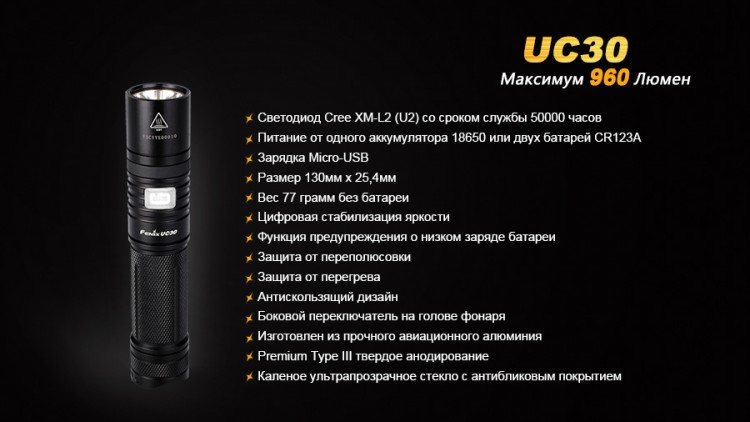 UC30
Максимум 960 Люмен
Светодиод Cree XM-L2 (U2) со сроком службы 50000 часов
Питание от одного аккумулятора 18650 или двух батарей CR123A
Зарядка Micro-USB
Размер 130мм x 25,4мм
Вес 77 грамм без батареи
Цифровая стабилизация яркости
Функция предупреждения о низком заряде батареи
Защита от переполюсовки
Защита от перегрева
Антискользящий дизайн
Боковой переключатель на голове фонаря
Изготовлен из прочного авиационного алюминия
Premium Type III твердое анодирование
Каленое ультрапрозрачное стекло с антибликовым покрытием
Fenix UC30